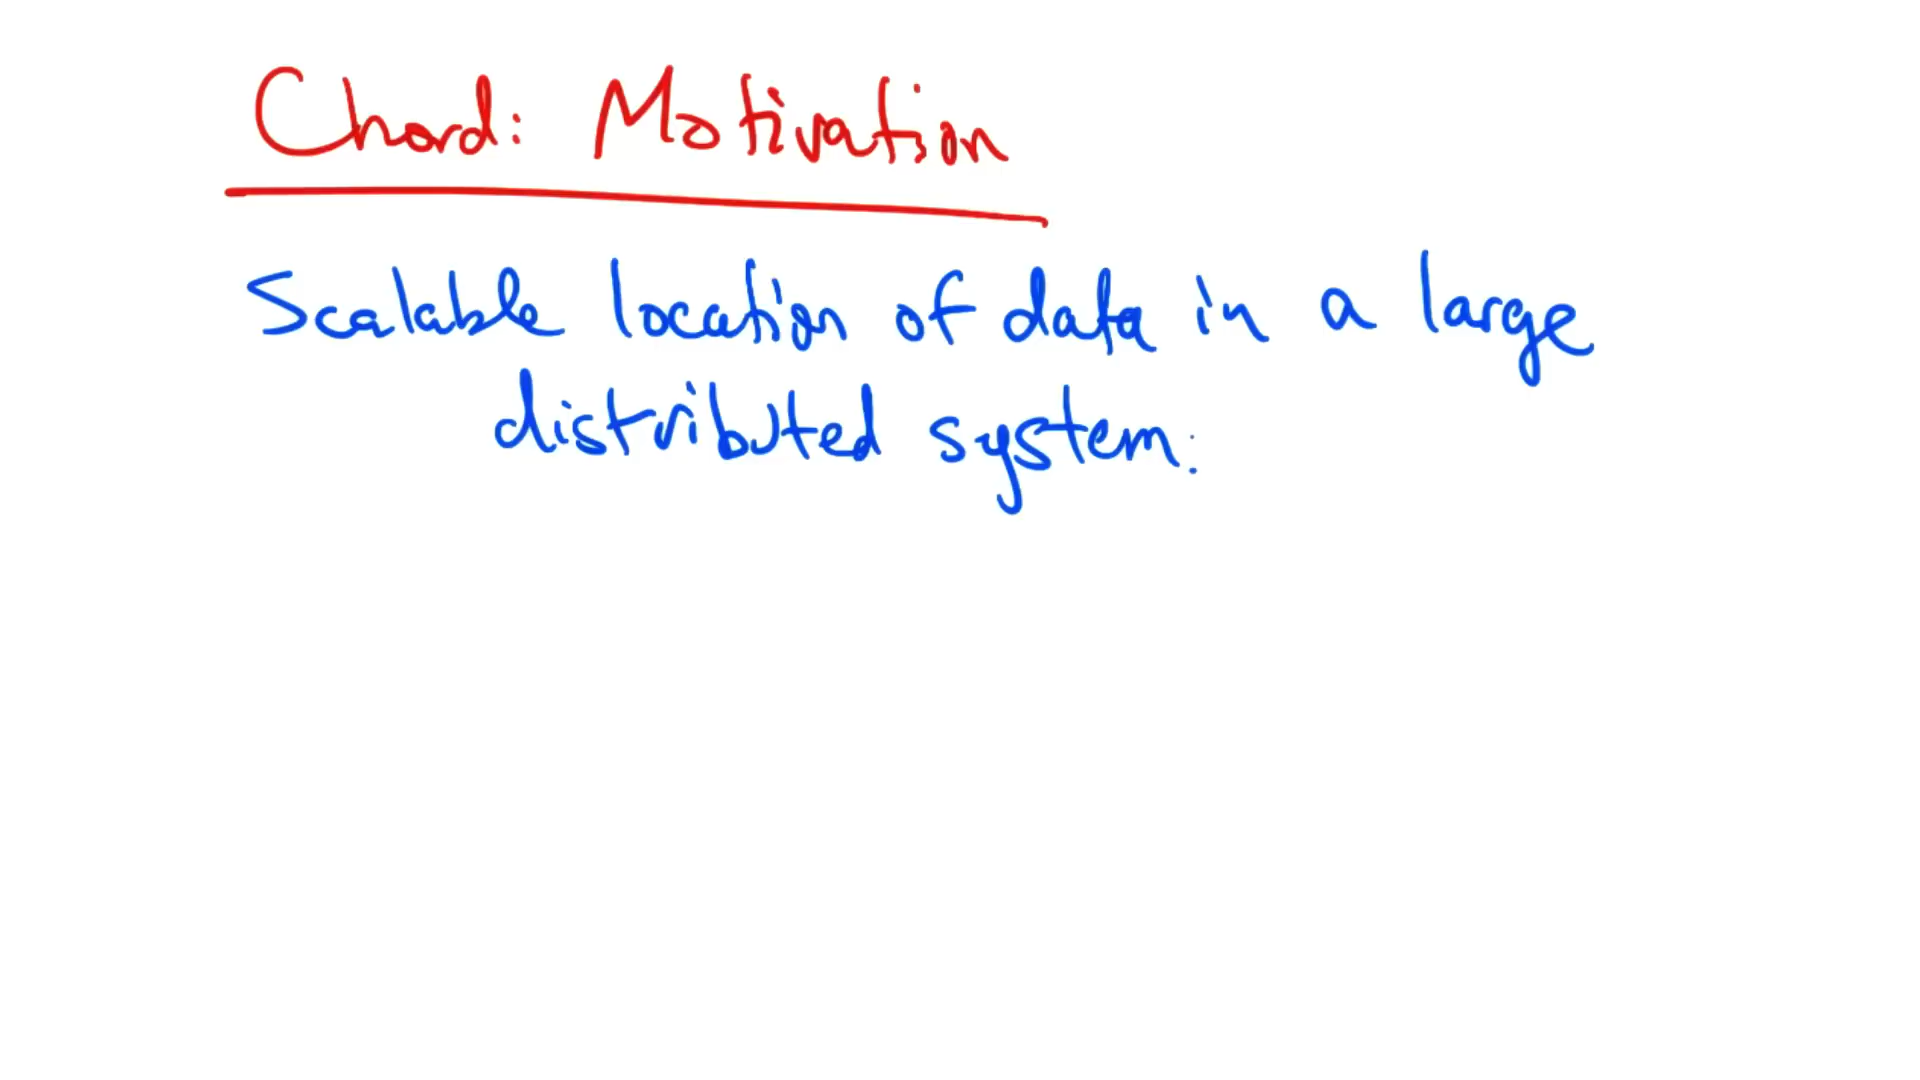 Chord: Motivation
Scalable location of data in a large
distributed system: